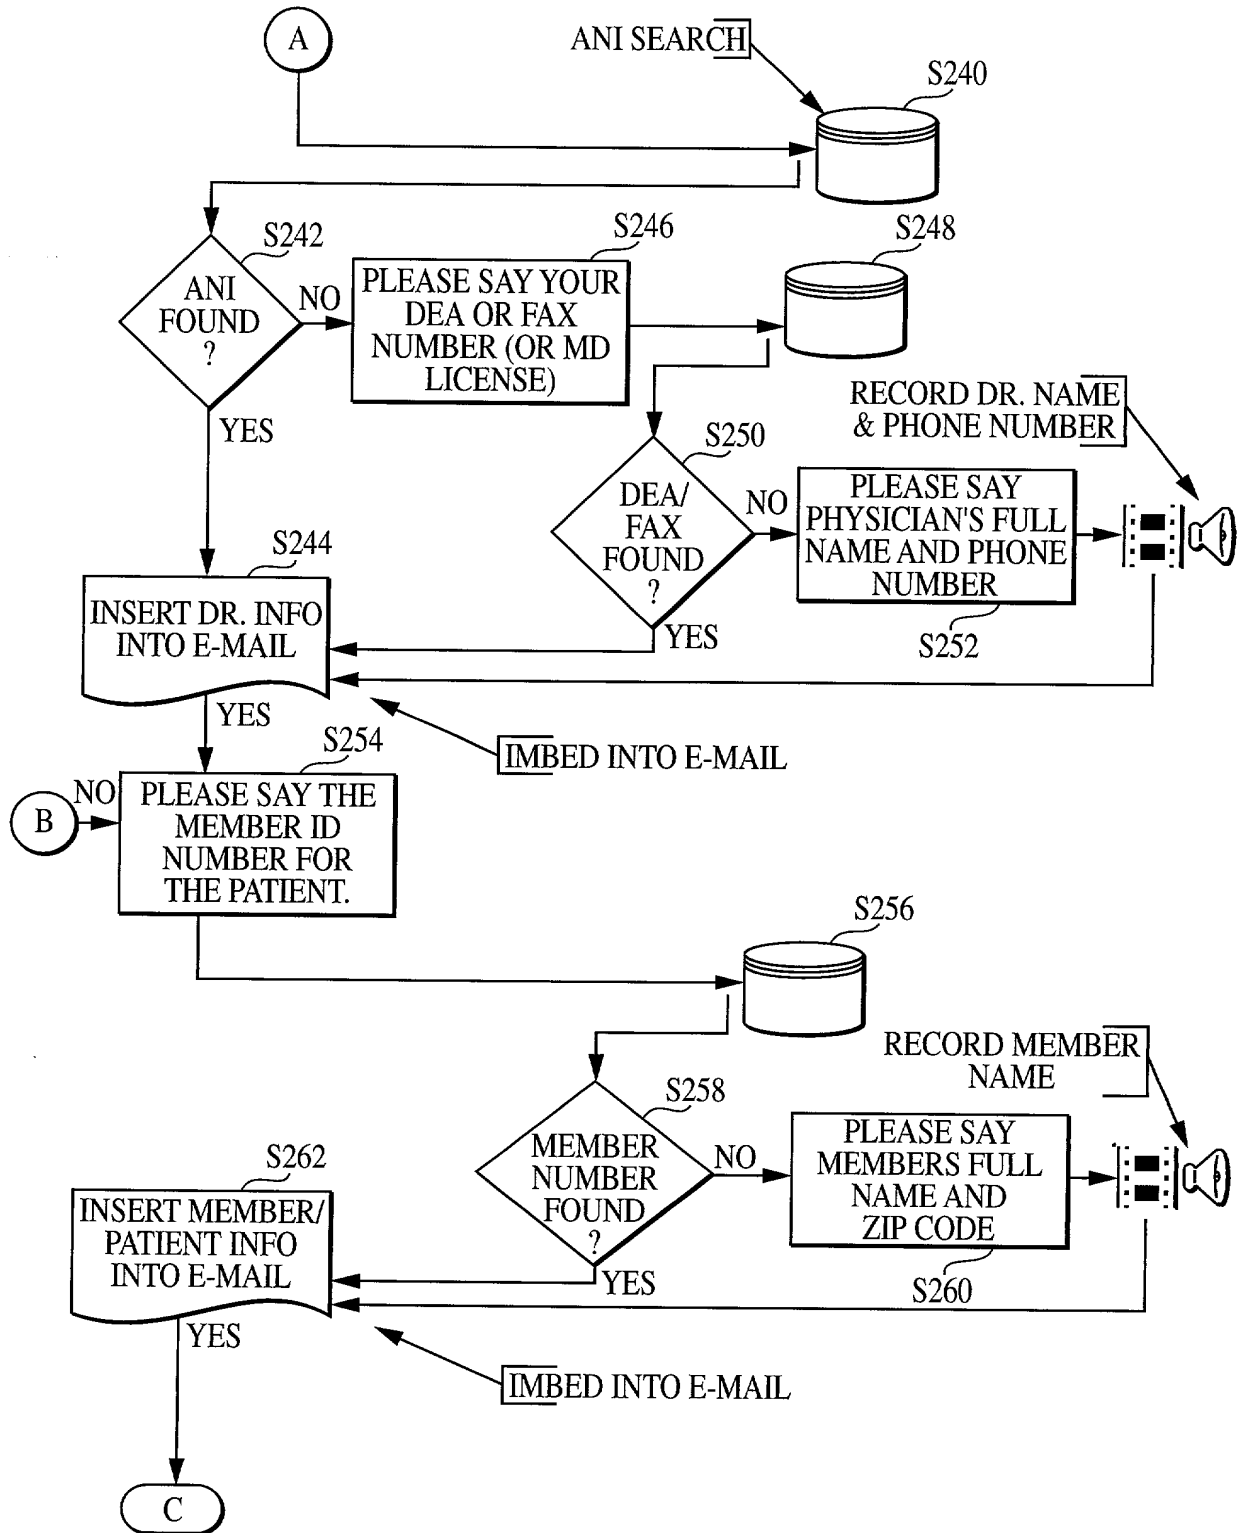 A
ANI SEARCH
S240
S242
ANI
FOUND
?
NO
S246
PLEASE SAY YOUR
DEA OR FAX
NUMBER (OR MD
LICENSE)
S248
YES
S250
DEA/
FAX
FOUND
?
NO
RECORD DR. NAME
& PHONE NUMBER
PLEASE SAY
PHYSICIAN'S FULL
NAME AND PHONE
NUMBER
S252
YES
S244
INSERT DR. INFO
INTO E-MAIL
YES
IMBED INTO E-MAIL
S254
B
NO
PLEASE SAY THE
MEMBER ID
NUMBER FOR
THE PATIENT.
S256
S258
MEMBER
NUMBER
FOUND
?
NO
RECORD MEMBER
NAME
PLEASE SAY
MEMBERS FULL
NAME AND
ZIP CODE
S260
YES
S262
INSERT MEMBER/
PATIENT INFO
INTO E-MAIL
YES
IMBED INTO E-MAIL
C